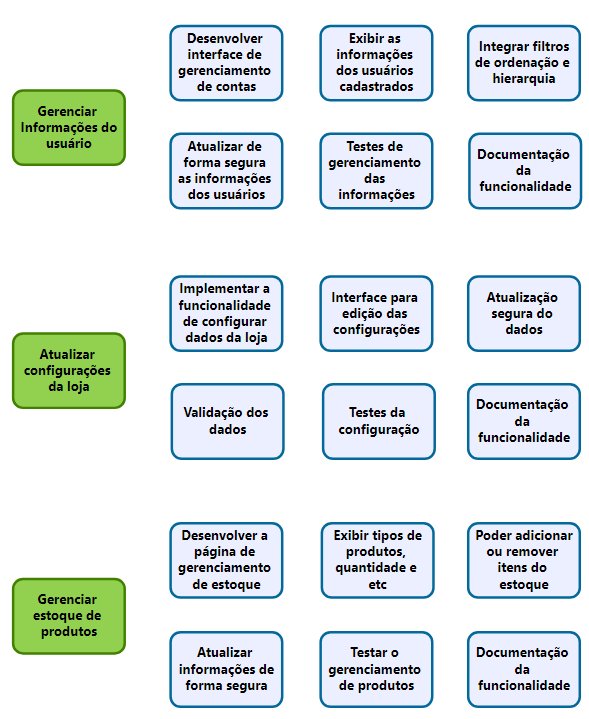 Gerenciar
Informações do
usuário
Desenvolver
interface de
gerenciamento
de contas
Exibir as
informações
dos usuários
cadastrados
Integrar filtros
de ordenação e
hierarquia
Atualizar de
forma segura
as informações
dos usuários
Testes de
gerenciamento
das
informações
Documentação
da
funcionalidade
Atualizar
configurações
da loja
Implementar a
funcionalidade
de configurar
dados da loja
Interface para
edição das
configurações
Atualização
segura do
dados
Validação dos
dados
Testes da
configuração
Documentação
da
funcionalidade
Gerenciar
estoque de
produtos
Desenvolver a
página de
gerenciamento
de estoque
Exibir tipos de
produtos,
quantidade e
etc
Poder adicionar
ou remover
itens do
estoque
Atualizar
informações de
forma segura
Testar o
gerenciamento
de produtos
Documentação
da
funcionalidade